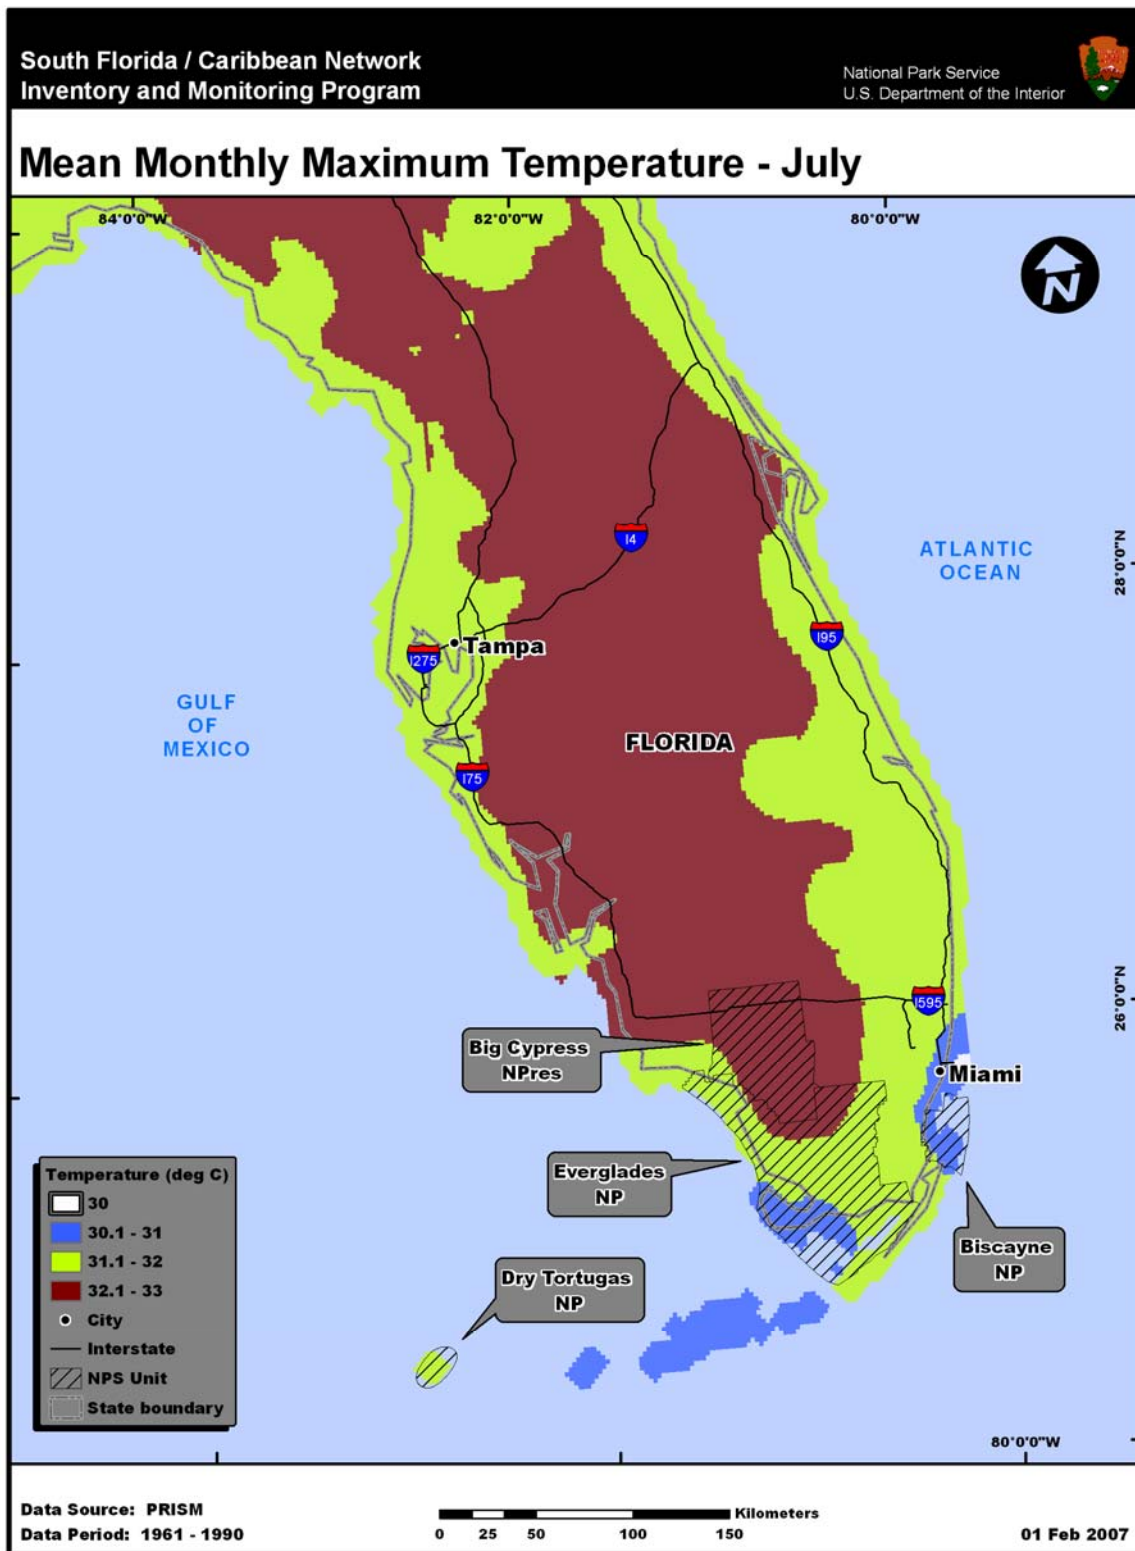 South Florida / Caribbean Network
Inventory and Monitoring Program
National Park Service
U.S. Department of the Interior
Mean Monthly Maximum Temperature - July
84°0'0"W
82°0'0"W
80°0'0"W
N
ATLANTIC
OCEAN
28°0'0"N
I4
I95
Tampa
I275
GULF
OF
MEXICO
FLORIDA
I75
26°0'0"N
I595
Big Cypress
NPres
Miami
Everglades
NP
Biscayne
NP
Dry Tortugas
NP
Temperature (deg C)
30
30.1 - 31
31.1 - 32
32.1 - 33
City
Interstate
NPS Unit
State boundary
80°0'0"W
Data Source: PRISM
Data Period: 1961 - 1990
Kilometers
0 25 50 100 150
01 Feb 2007